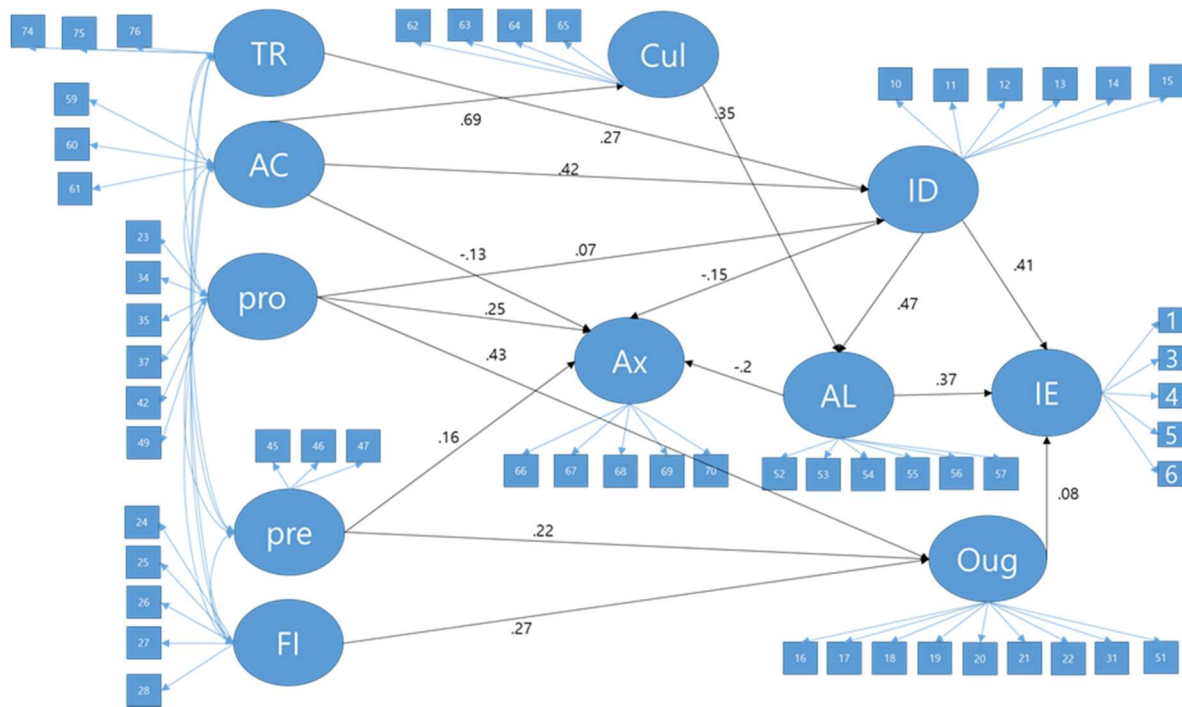 74 75 76
TR
62 63 64 65
Cul
10 11 12 13 14 15
59
60
61
AC
.69
.27
.35
.42
ID
23
34
35
37
42
49
pro
-.13
.07
-.15
.25
.43
.47
.41
Ax
-.2
AL
.37
IE
1
3
4
5
6
66 67 68 69 70
52 53 54 55 56 57
45 46 47
.16
pre
.22
.08
Oug
24
25
26
27
28
FI
.27
16 17 18 19 20 21 22 31 51